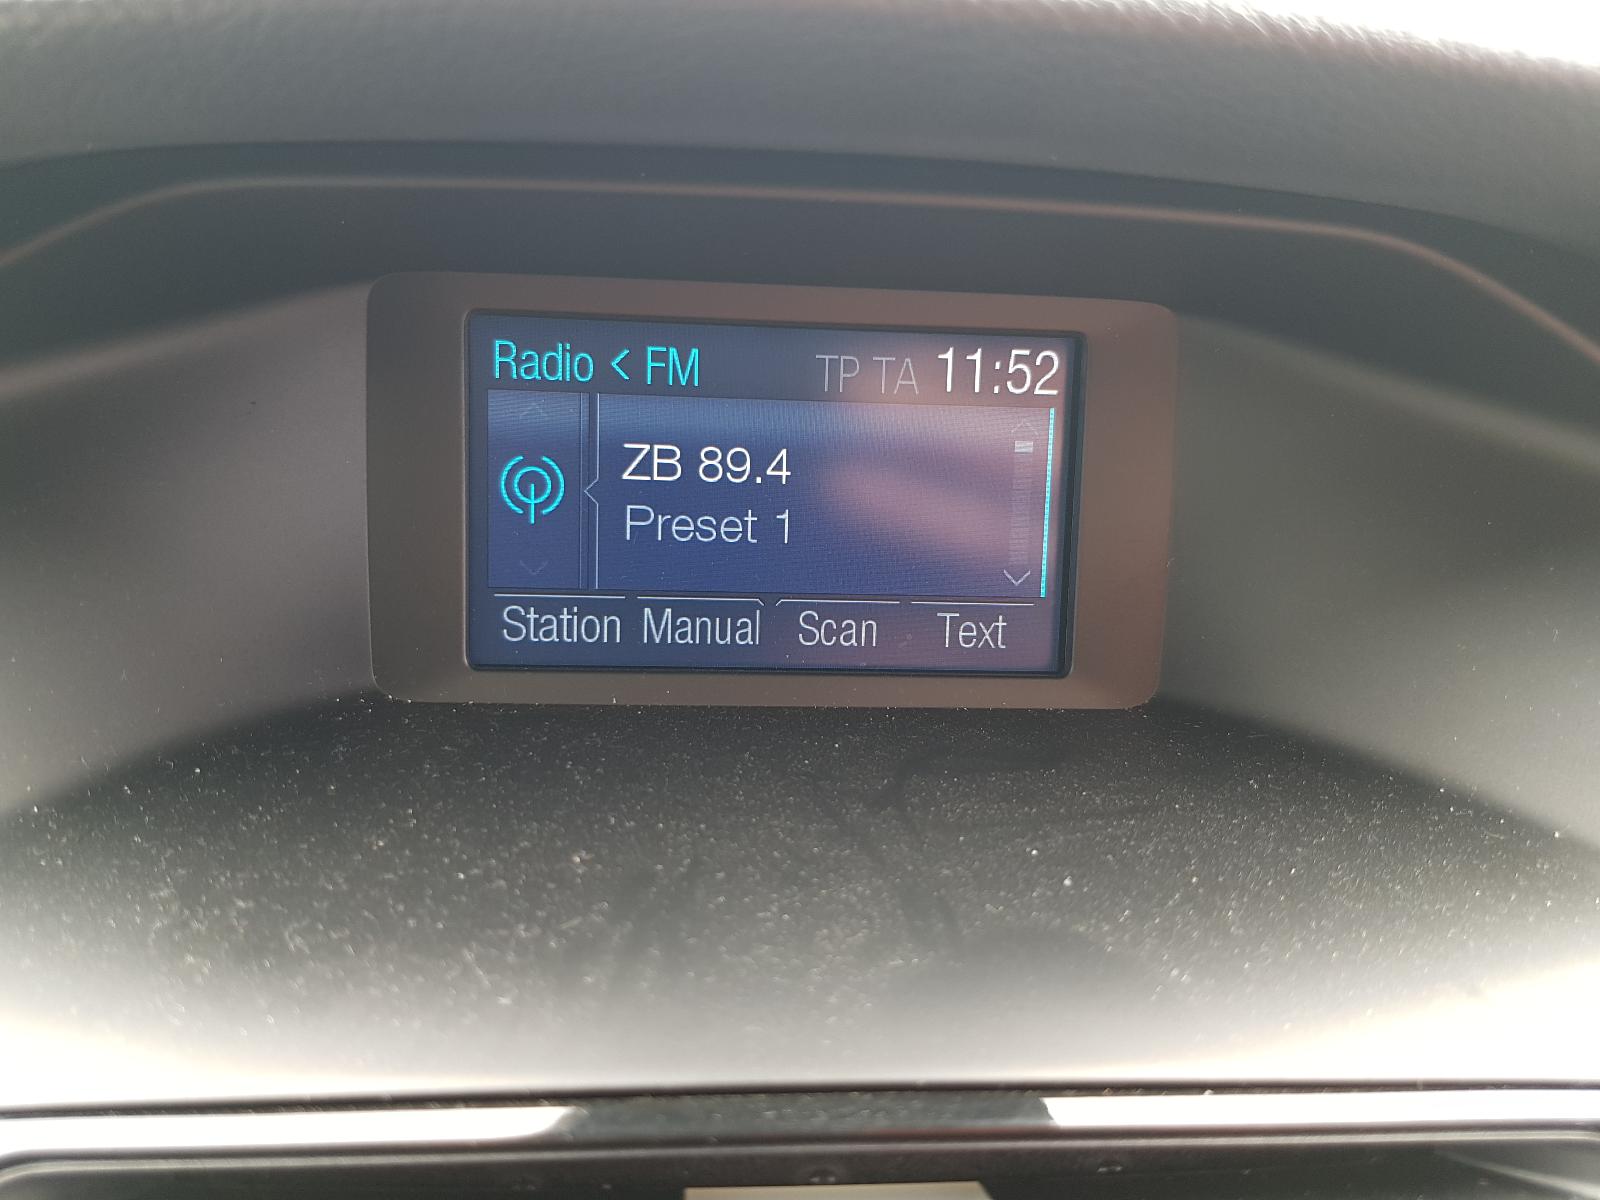 Radio < FM TP TA 11:52
ZB 89.4
Preset 1
Station Manual Scan Text